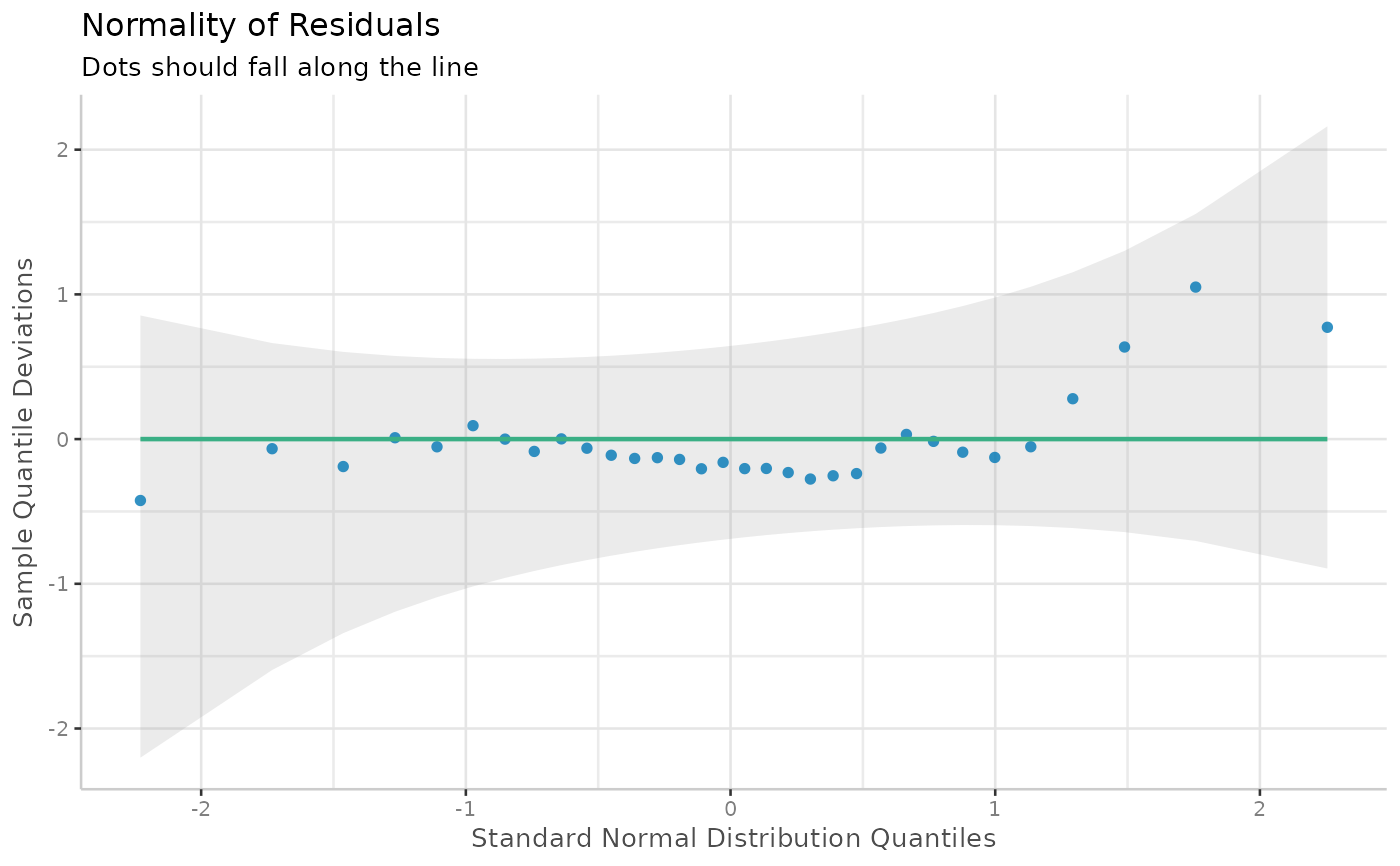 Normality of Residuals
Dots should fall along the line
2
1
0
-1
-2
Sample Quantile Deviations
-2
-1
0
1
2
Standard Normal Distribution Quantiles